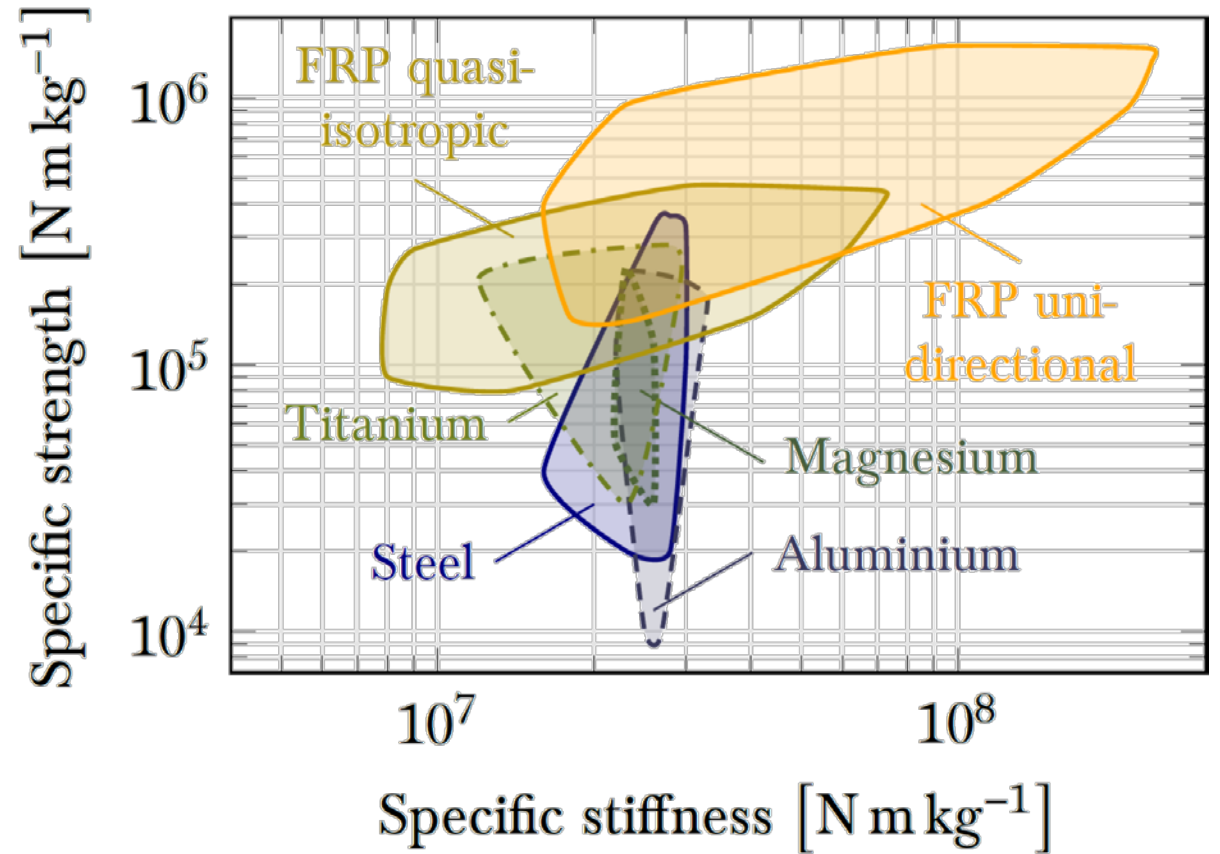 Specific strength [N m kg⁻¹]
10⁶
10⁵
10⁴
FRP quasi-
isotropic
FRP uni-
directional
Titanium
Magnesium
Steel
Aluminium
10⁷
10⁸
Specific stiffness [N m kg⁻¹]